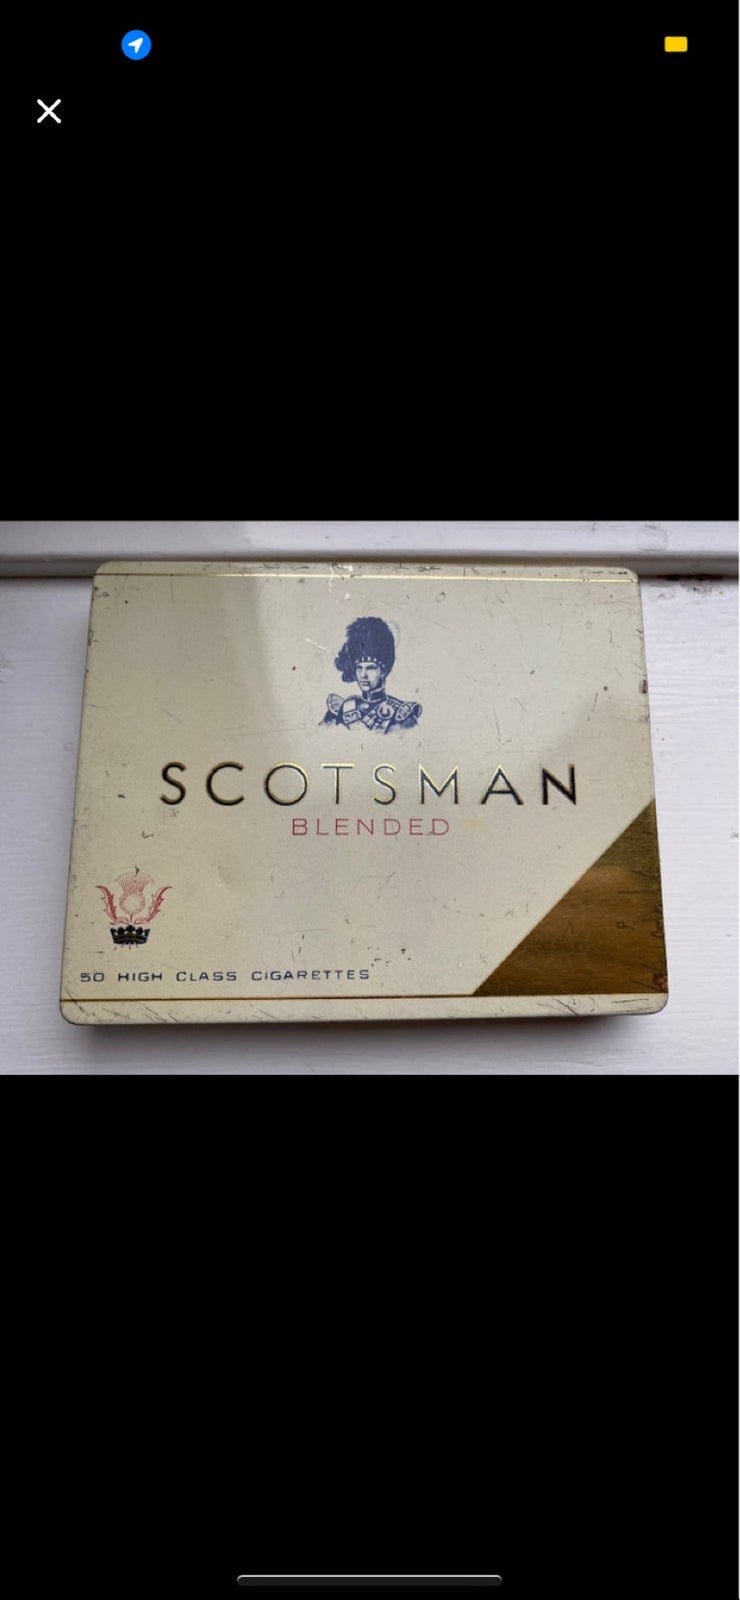 SCOTSMAN
BLENDED
50 HIGH CLASS CIGARETTES